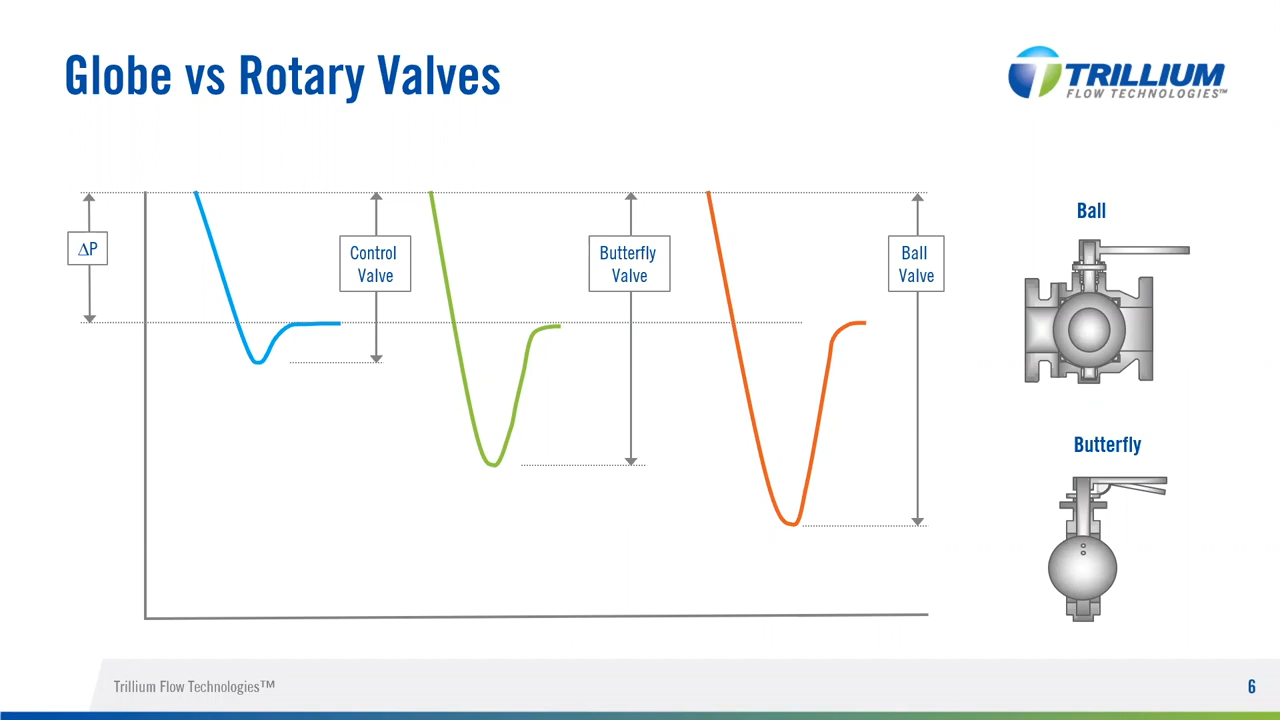 Globe vs Rotary Valves
TRILLIUM
FLOW TECHNOLOGIES™
ΔP
Control
Valve
Butterfly
Valve
Ball
Valve
Ball
Butterfly
Trillium Flow Technologies™
6